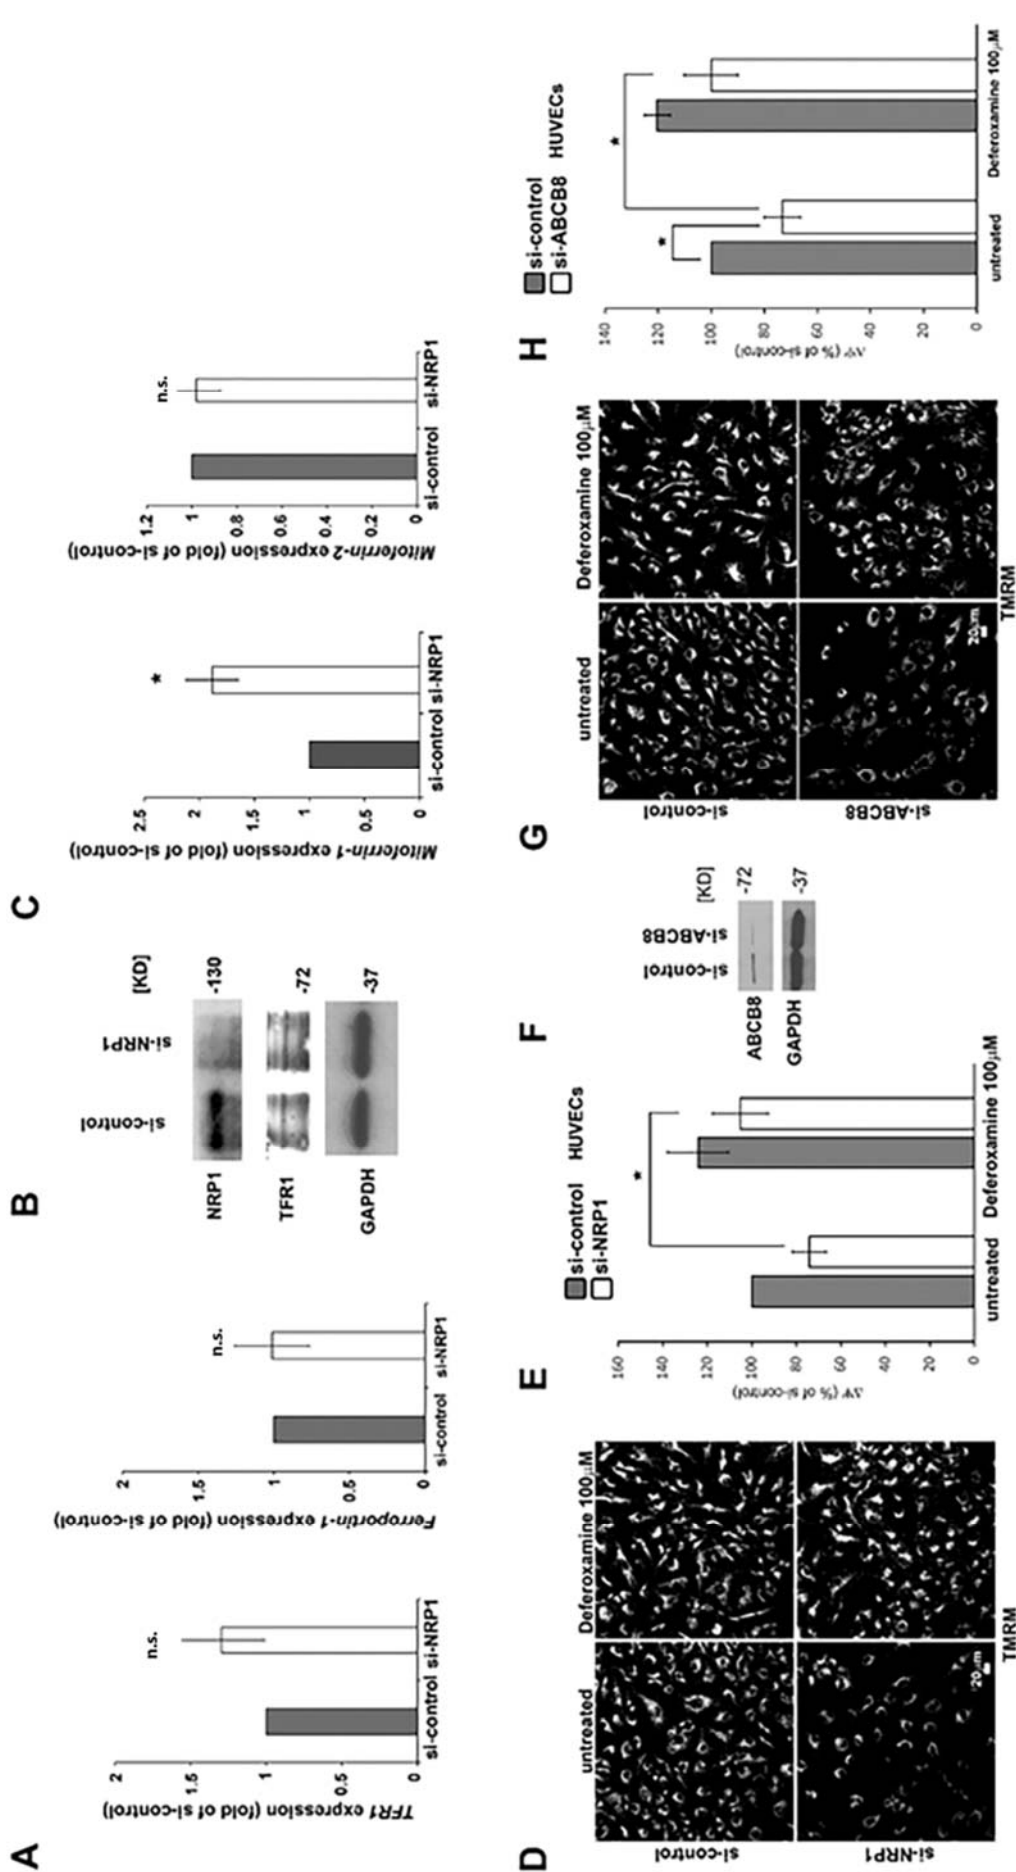 A
TFR1 expression (fold of si-control)
2
1.5
1
0.5
0
n.s.
si-control si-NRP1
Ferroportin-1 expression (fold of si-control)
2
1.5
1
0.5
0
n.s.
si-control si-NRP1
B
si-control si-NRP1 [KD]
NRP1 -130
TFR1 -72
GAPDH -37
C
Mitoferrin-1 expression (fold of si-control)
2.5
2
1.5
1
0.5
0
*
si-control si-NRP1
Mitoferrin-2 expression (fold of si-control)
1.2
1
0.8
0.6
0.4
0.2
0
n.s.
si-control si-NRP1
D
untreated Deferoxamine 100µM
si-control
si-NRP1
20µm
TMRM
E
si-control HUVECs
si-NRP1
ΔΨ (% of si-control)
160
140
120
100
80
60
40
20
0
*
untreated Deferoxamine 100µM
F
si-control si-ABCB8 [KD]
ABCB8 -72
GAPDH -37
G
untreated Deferoxamine 100µM
si-control
si-ABCB8
20µm
TMRM
H
si-control
si-ABCB8 HUVECs
ΔΨ (% of si-control)
140
120
100
80
60
40
20
0
*
*
untreated Deferoxamine 100µM